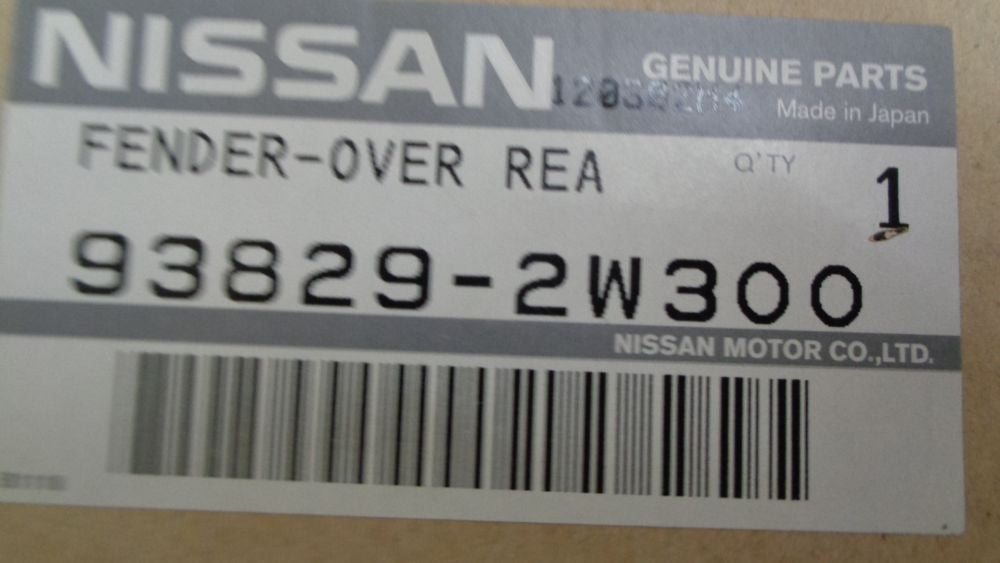 NISSAN
GENUINE PARTS
Made in Japan
FENDER-OVER REA
Q'TY
1
93829-2W300
NISSAN MOTOR CO.,LTD.